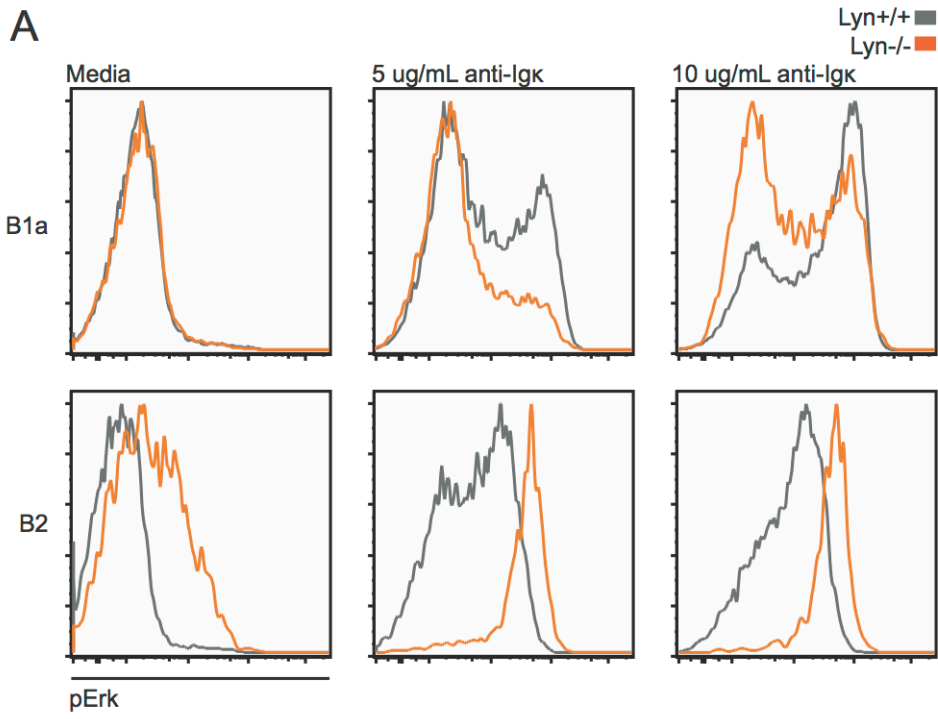 A
Lyn+/+
Lyn-/-
Media
5 ug/mL anti-Igκ
10 ug/mL anti-Igκ
B1a
B2
pErk